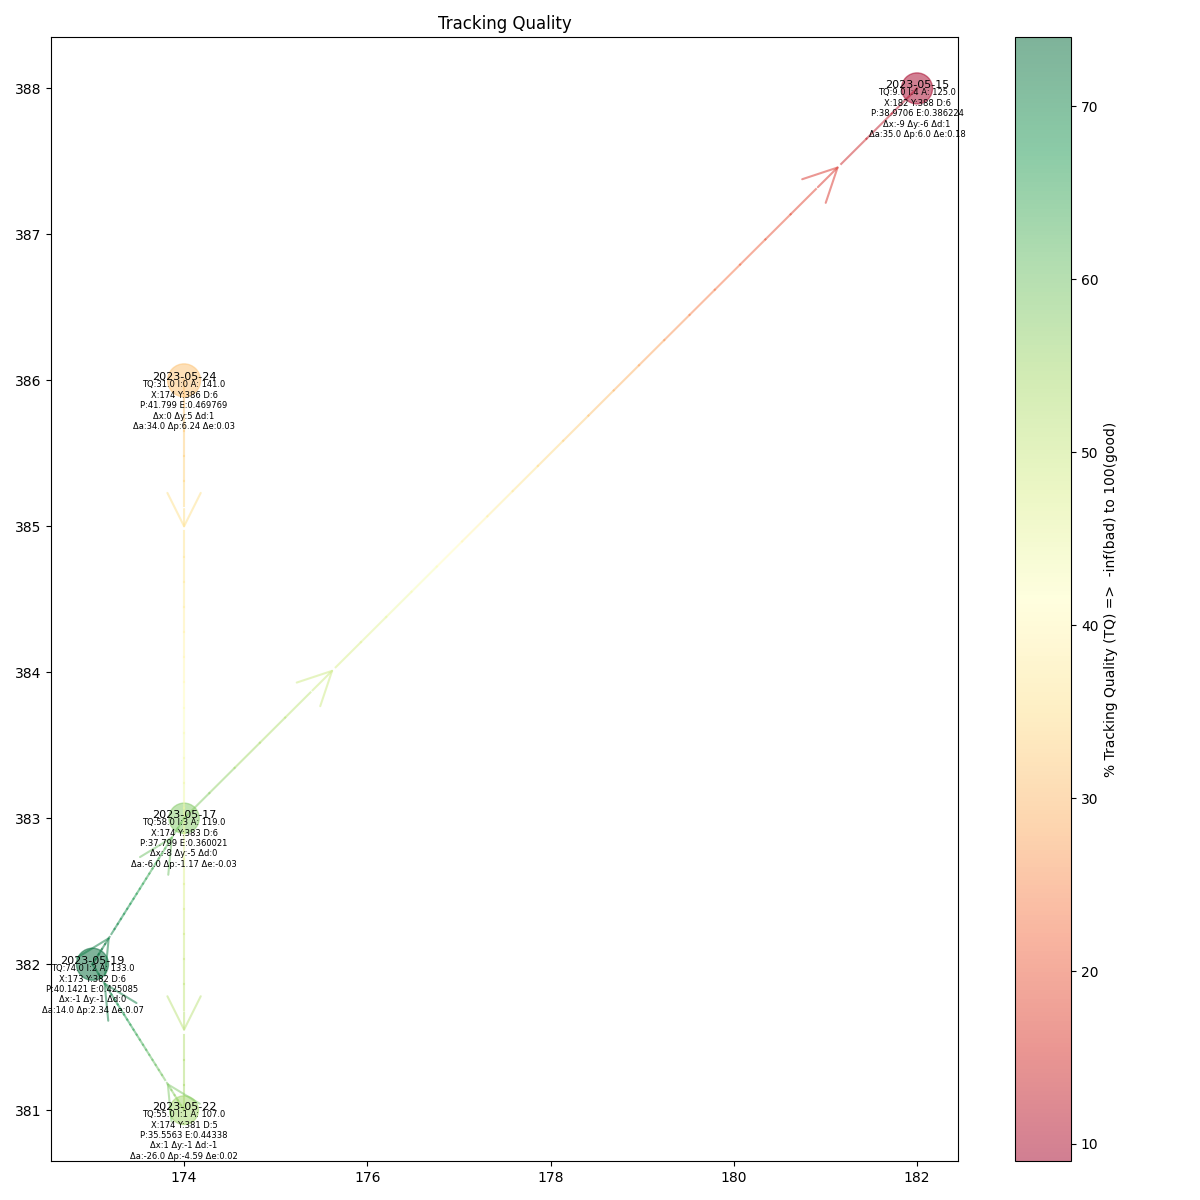 Tracking Quality
388
387
386
385
384
383
382
381
174
176
178
180
182
2023-05-15
TQ:9.0 I:4 A: 125.0
X:182 Y:388 D:6
P:38.9706 E:0.386224
Δx:-9 Δy:-6 Δd:1
Δa:35.0 Δp:6.0 Δe:0.18
2023-05-24
TQ:31.0 I:0 A: 141.0
X:174 Y:386 D:6
P:41.799 E:0.469769
Δx:0 Δy:5 Δd:1
Δa:34.0 Δp:6.24 Δe:0.03
2023-05-17
TQ:58.0 I:3 A: 119.0
X:174 Y:383 D:6
P:37.799 E:0.360021
Δx:-8 Δy:-5 Δd:0
Δa:-6.0 Δp:-1.17 Δe:-0.03
2023-05-19
TQ:74.0 I:2 A: 133.0
X:173 Y:382 D:6
P:40.1421 E:0.425085
Δx:-1 Δy:-1 Δd:0
Δa:14.0 Δp:2.34 Δe:0.07
2023-05-22
TQ:55.0 I:1 A: 107.0
X:174 Y:381 D:5
P:35.5563 E:0.44338
Δx:1 Δy:-1 Δd:-1
Δa:-26.0 Δp:-4.59 Δe:0.02
70
60
50
40
30
20
10
% Tracking Quality (TQ) => -inf(bad) to 100(good)